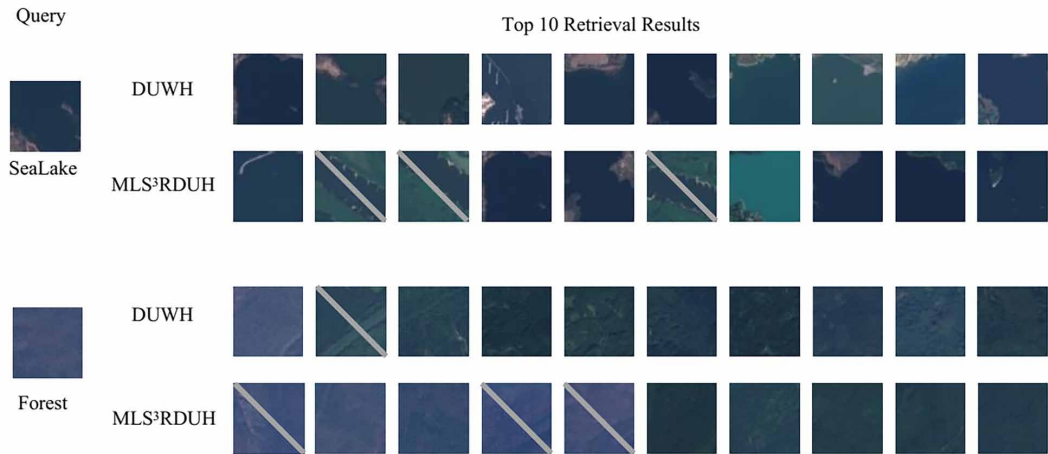 Query
Top 10 Retrieval Results
DUWH
SeaLake
MLS³RDUH
DUWH
Forest
MLS³RDUH